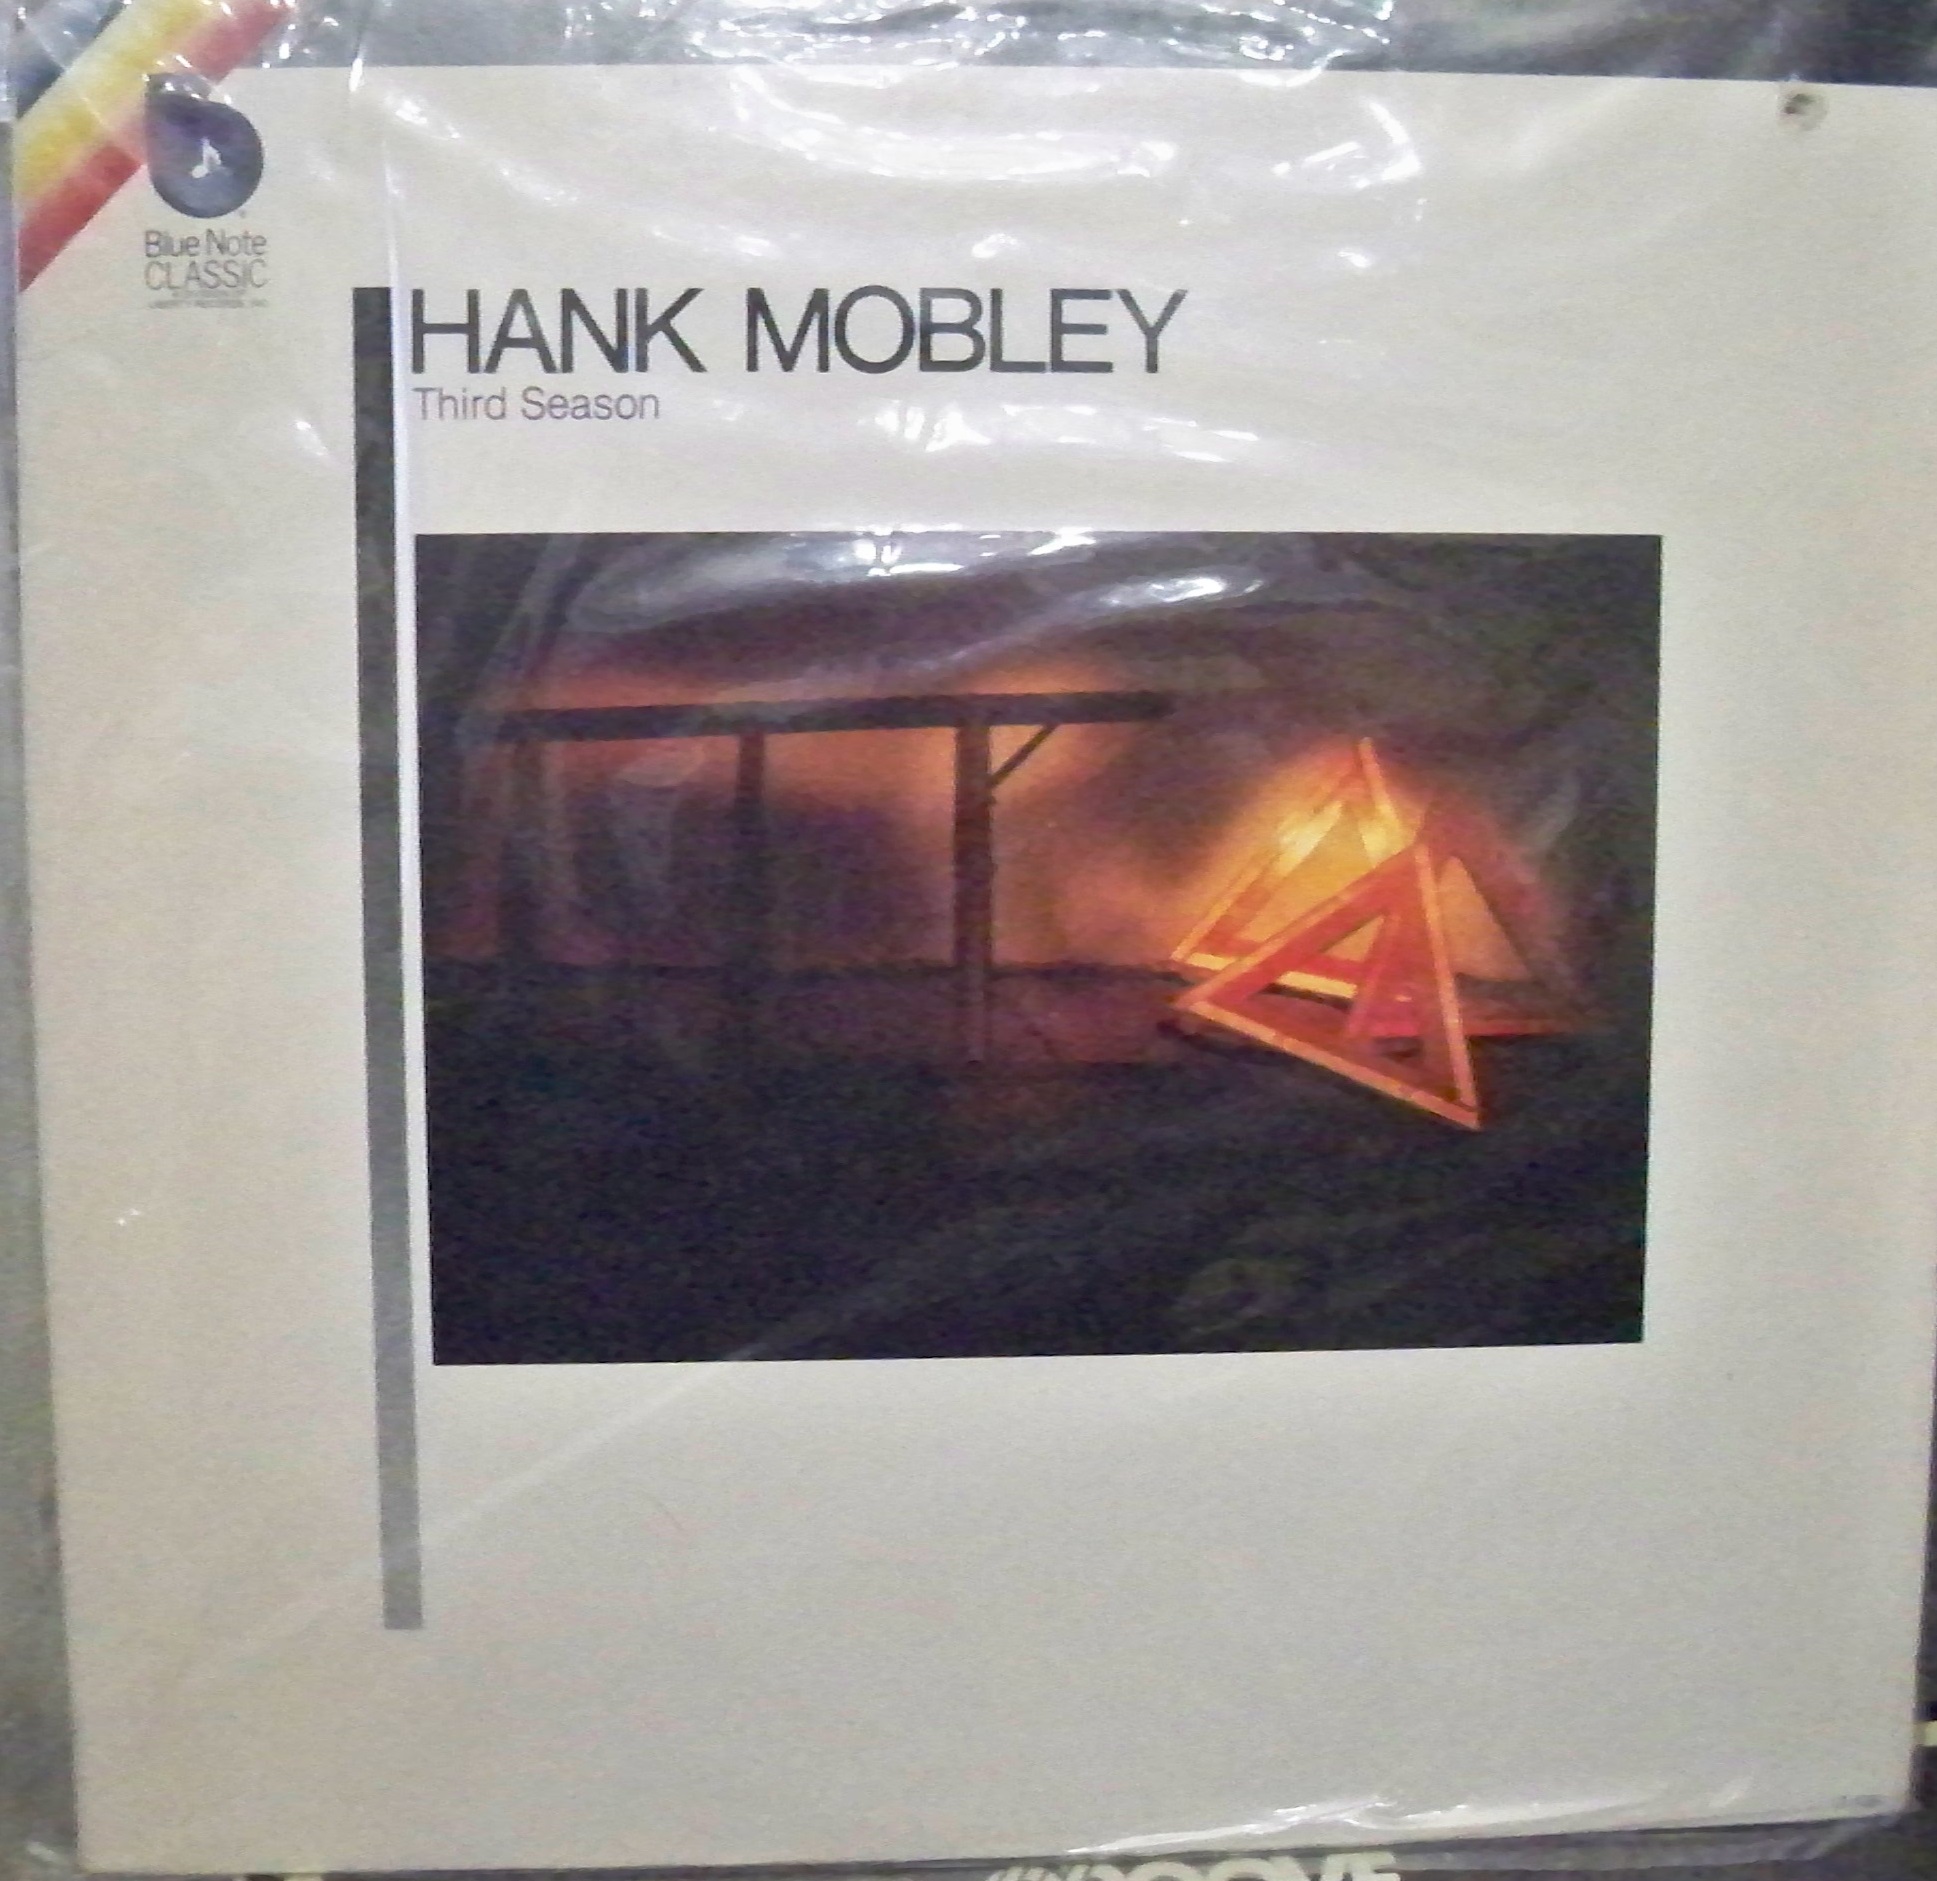 Blue Note
CLASSIC
HANK MOBLEY
Third Season